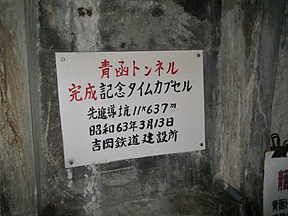 青函トンネル
完成記念タイムカプセル
先進導坑11K637m
昭和63年3月13日
吉岡鉄道建設所